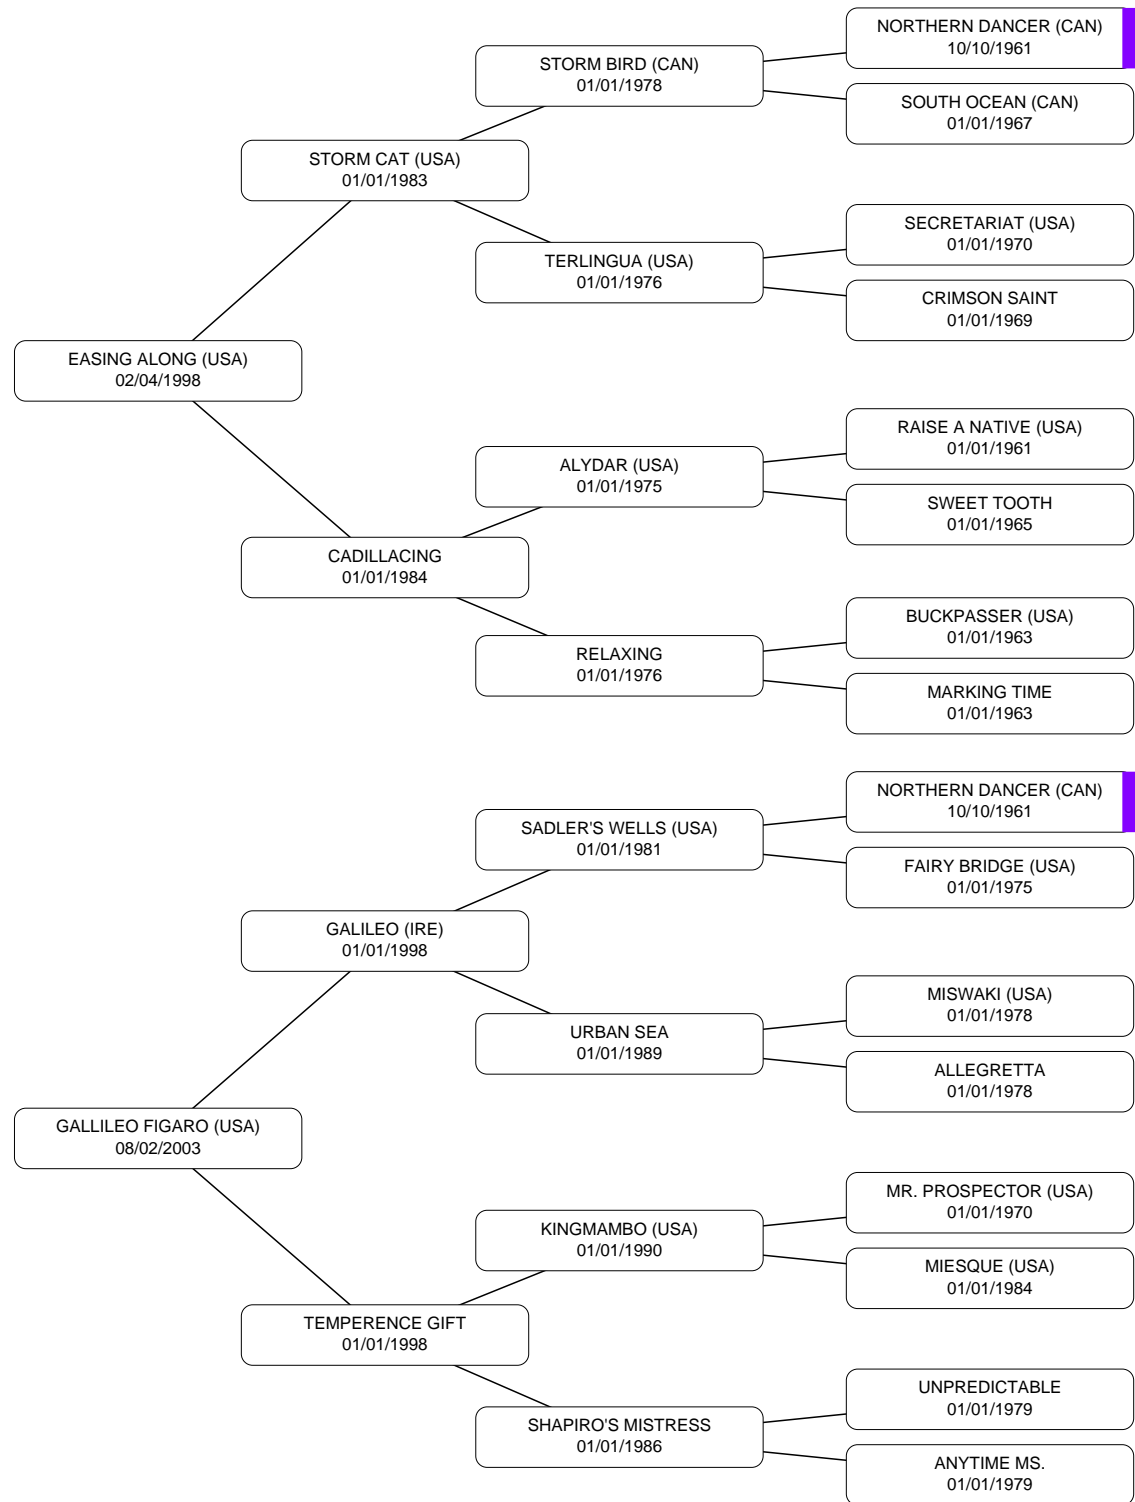 NORTHERN DANCER (CAN)
10/10/1961
STORM BIRD (CAN)
01/01/1978
SOUTH OCEAN (CAN)
01/01/1967
STORM CAT (USA)
01/01/1983
SECRETARIAT (USA)
01/01/1970
TERLINGUA (USA)
01/01/1976
CRIMSON SAINT
01/01/1969
EASING ALONG (USA)
02/04/1998
RAISE A NATIVE (USA)
01/01/1961
ALYDAR (USA)
01/01/1975
SWEET TOOTH
01/01/1965
CADILLACING
01/01/1984
BUCKPASSER (USA)
01/01/1963
RELAXING
01/01/1976
MARKING TIME
01/01/1963
NORTHERN DANCER (CAN)
10/10/1961
SADLER'S WELLS (USA)
01/01/1981
FAIRY BRIDGE (USA)
01/01/1975
GALILEO (IRE)
01/01/1998
MISWAKI (USA)
01/01/1978
URBAN SEA
01/01/1989
ALLEGRETTA
01/01/1978
GALLILEO FIGARO (USA)
08/02/2003
MR. PROSPECTOR (USA)
01/01/1970
KINGMAMBO (USA)
01/01/1990
MIESQUE (USA)
01/01/1984
TEMPERENCE GIFT
01/01/1998
UNPREDICTABLE
01/01/1979
SHAPIRO'S MISTRESS
01/01/1986
ANYTIME MS.
01/01/1979